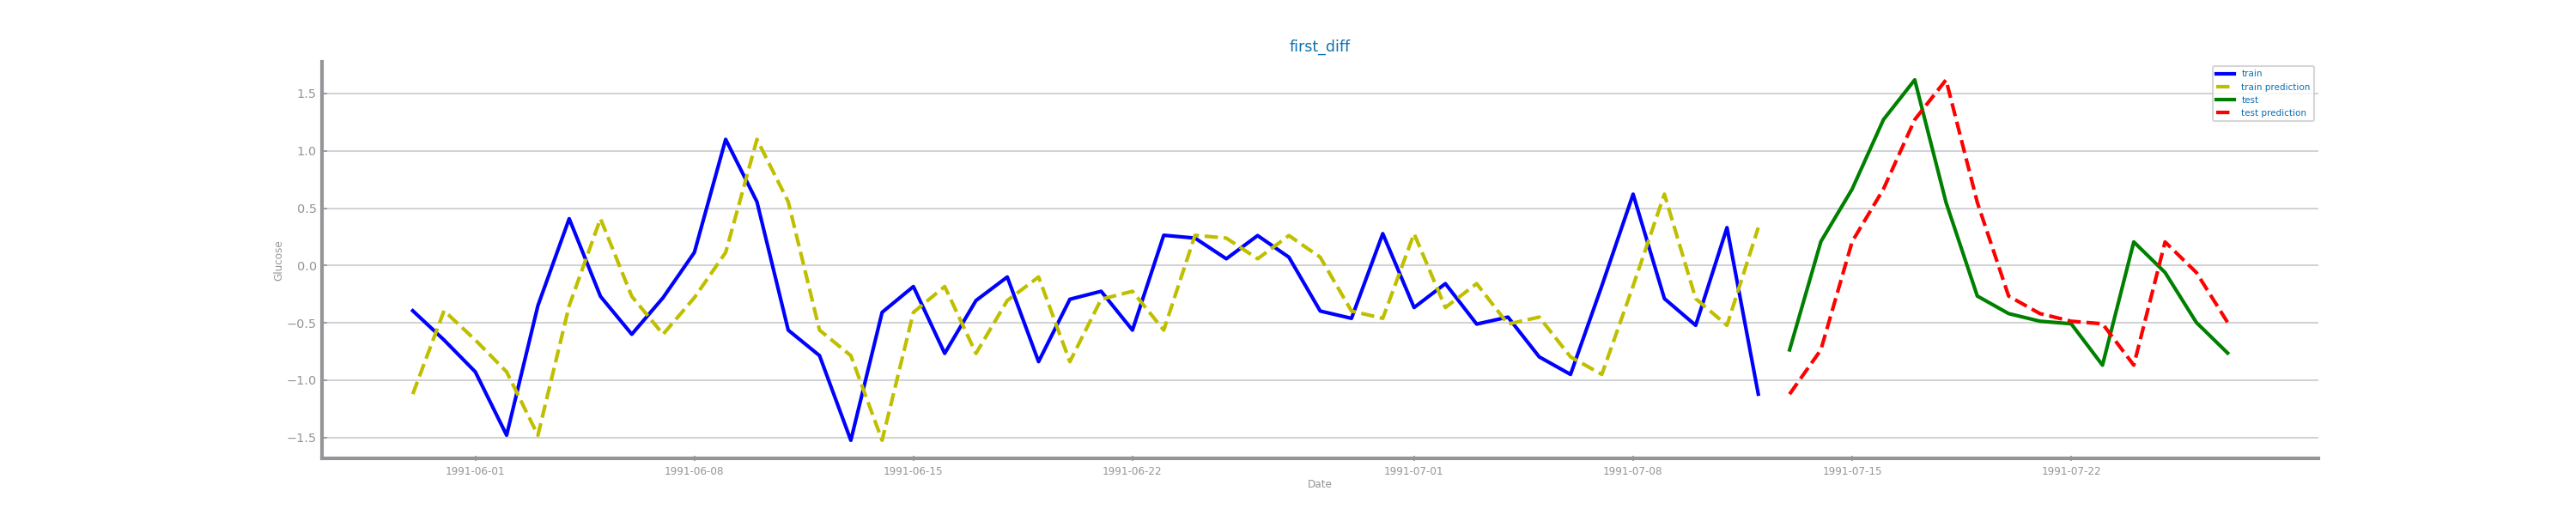 first_diff
train
train prediction
test
test prediction
1.5
1.0
0.5
0.0
−0.5
−1.0
−1.5
Glucose
1991-06-01
1991-06-08
1991-06-15
1991-06-22
1991-07-01
1991-07-08
1991-07-15
1991-07-22
Date